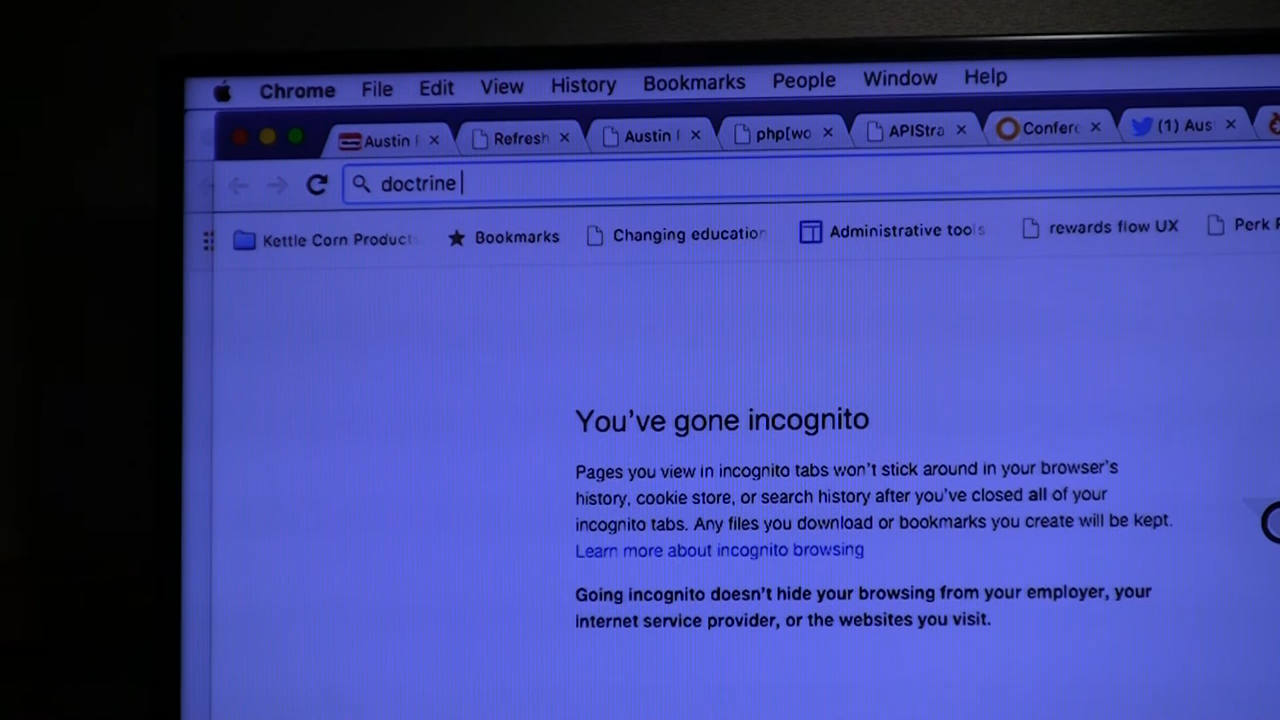 Chrome File Edit View History Bookmarks People Window Help
Austin Refresh Austin php[wo APIStra Confere (1) Aus
doctrine
Kettle Corn Product Bookmarks Changing education Administrative tools rewards flow UX Perk
You've gone incognito
Pages you view in incognito tabs won't stick around in your browser's
history, cookie store, or search history after you've closed all of your
incognito tabs. Any files you download or bookmarks you create will be kept.
Learn more about incognito browsing
Going incognito doesn't hide your browsing from your employer, your
internet service provider, or the websites you visit.